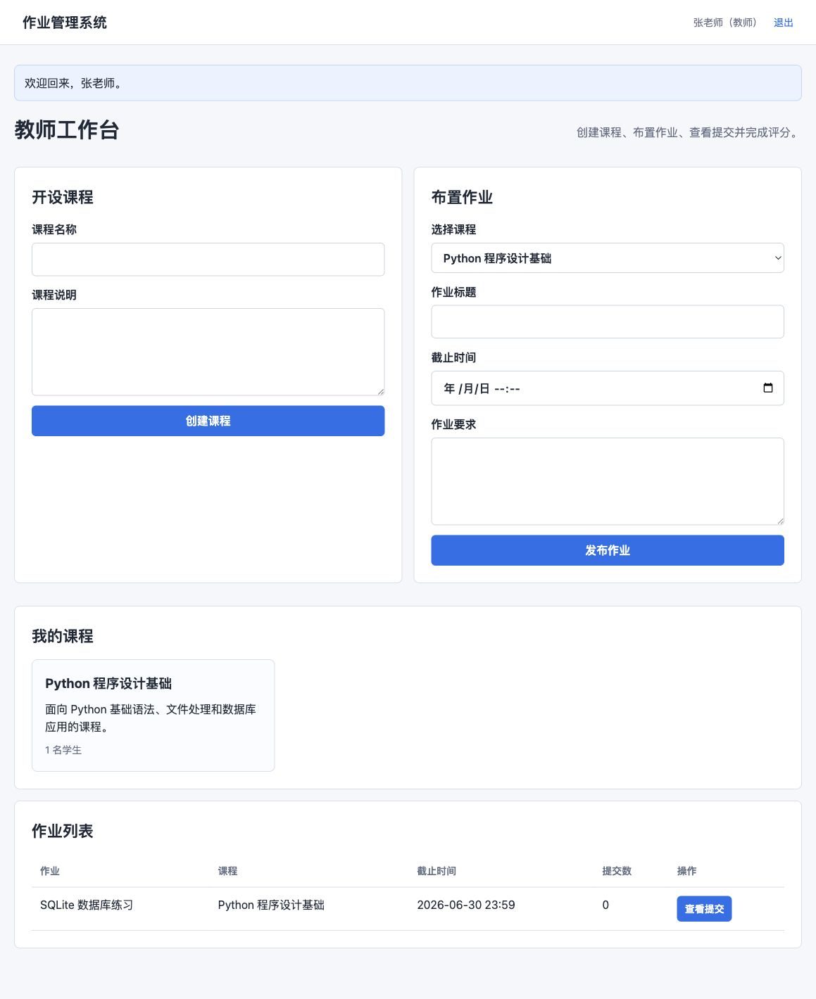 作业管理系统
张老师（教师） 退出
欢迎回来，张老师。
教师工作台
创建课程、布置作业、查看提交并完成评分。
开设课程
课程名称
课程说明
创建课程
布置作业
选择课程
Python 程序设计基础
作业标题
截止时间
年 /月/日 --:--
作业要求
发布作业
我的课程
Python 程序设计基础
面向 Python 基础语法、文件处理和数据库
应用的课程。
1 名学生
作业列表
作业 课程 截止时间 提交数 操作
SQLite 数据库练习 Python 程序设计基础 2026-06-30 23:59 0 查看提交